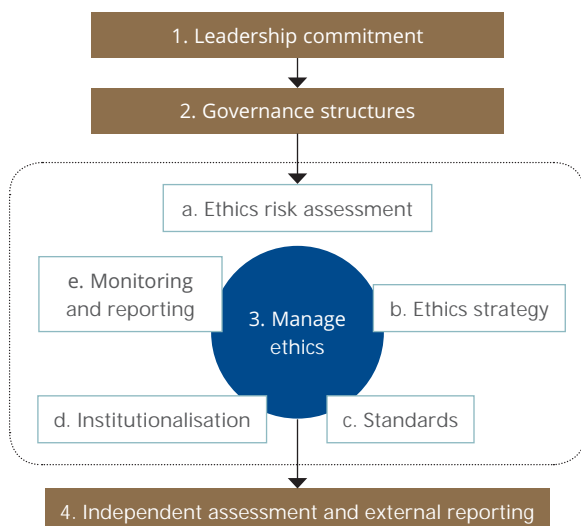 1. Leadership commitment
2. Governance structures
a. Ethics risk assessment
e. Monitoring
and reporting
b. Ethics strategy
3. Manage
ethics
d. Institutionalisation
c. Standards
4. Independent assessment and external reporting